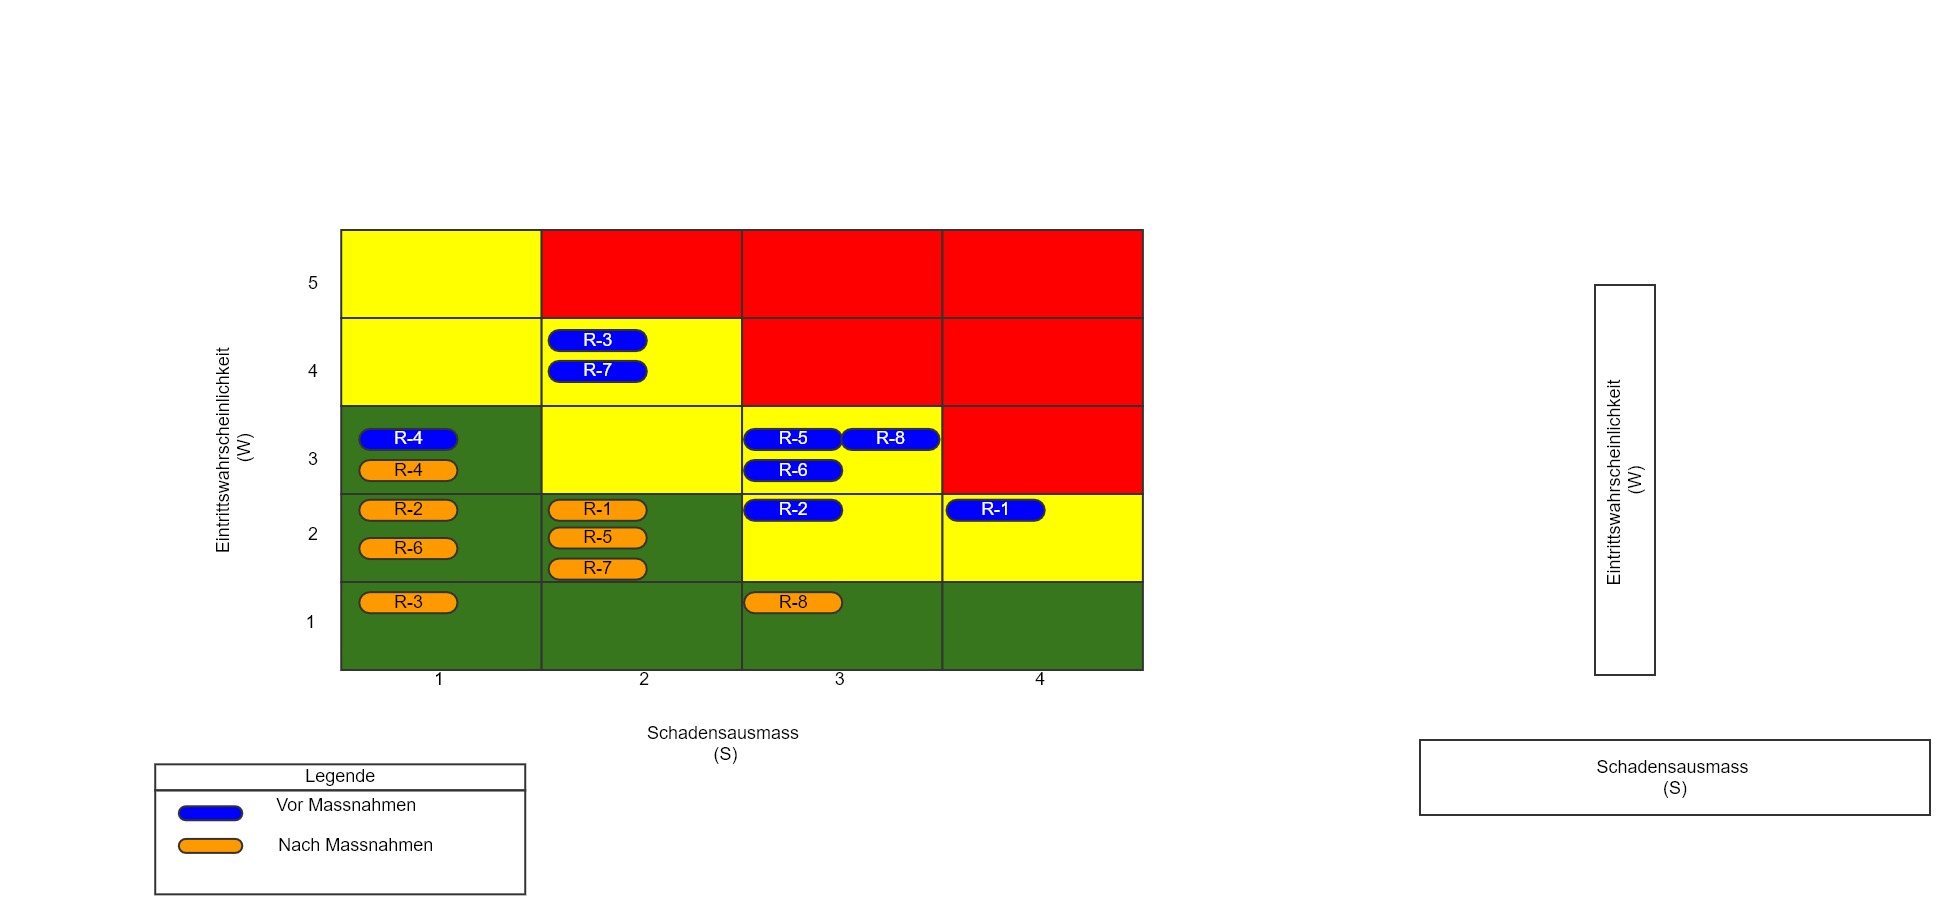 5
R-3
4
R-7
R-4
R-5
R-8
3
R-4
R-6
R-2
R-1
R-2
R-1
2
R-5
R-6
R-7
R-3
R-8
1
1
2
3
4
Eintrittswahrscheinlichkeit
(W)
Schadensausmass
(S)
Legende
Vor Massnahmen
Nach Massnahmen
Eintrittswahrscheinlichkeit
(W)
Schadensausmass
(S)